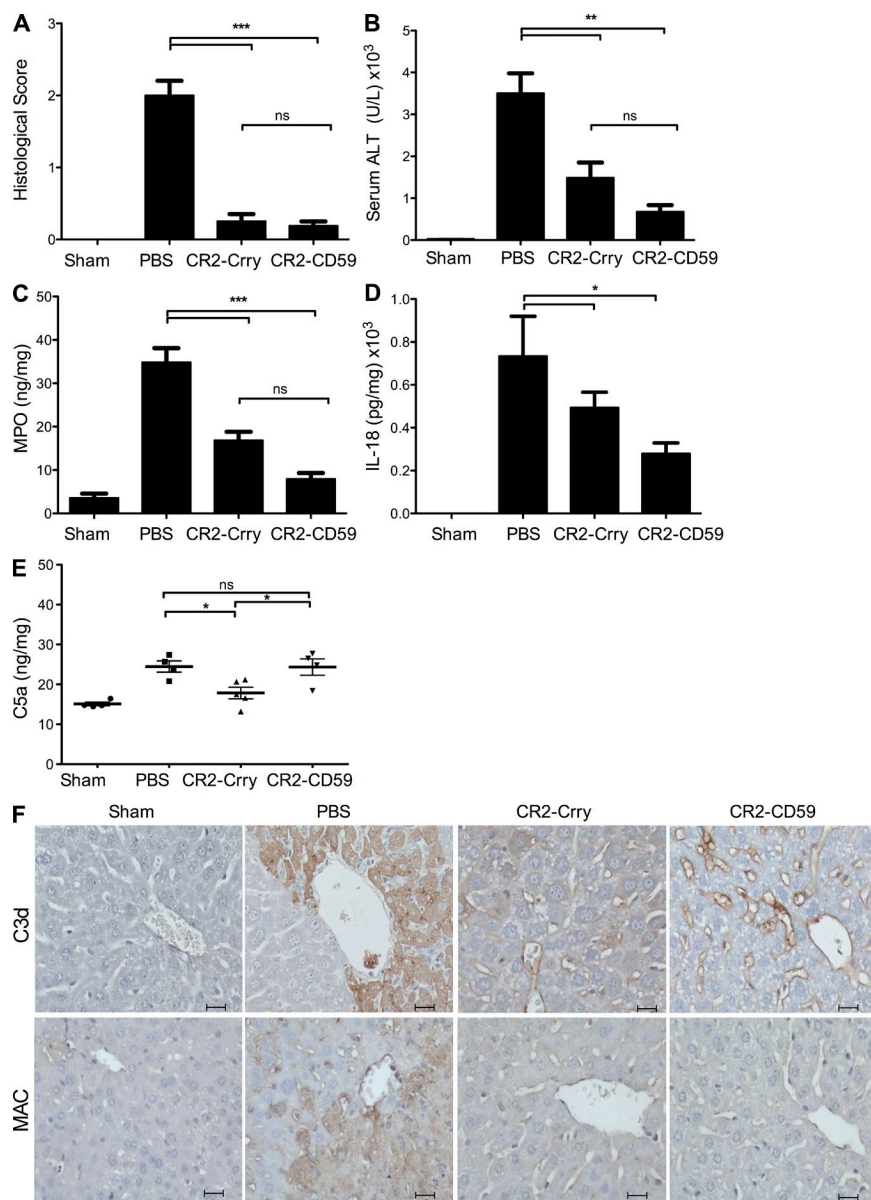 A
Histological Score
3
2
1
0
***
ns
Sham PBS CR2-Crry CR2-CD59
B
Serum ALT (U/L) x10³
5
4
3
2
1
0
**
ns
Sham PBS CR2-Crry CR2-CD59
C
MPO (ng/mg)
50
40
30
20
10
0
***
ns
Sham PBS CR2-Crry CR2-CD59
D
IL-18 (pg/mg) x10³
1.0
0.8
0.6
0.4
0.2
0.0
*
Sham PBS CR2-Crry CR2-CD59
E
C5a (ng/mg)
50
40
30
20
10
0
ns
* *
Sham PBS CR2-Crry CR2-CD59
F
Sham PBS CR2-Crry CR2-CD59
C3d
MAC